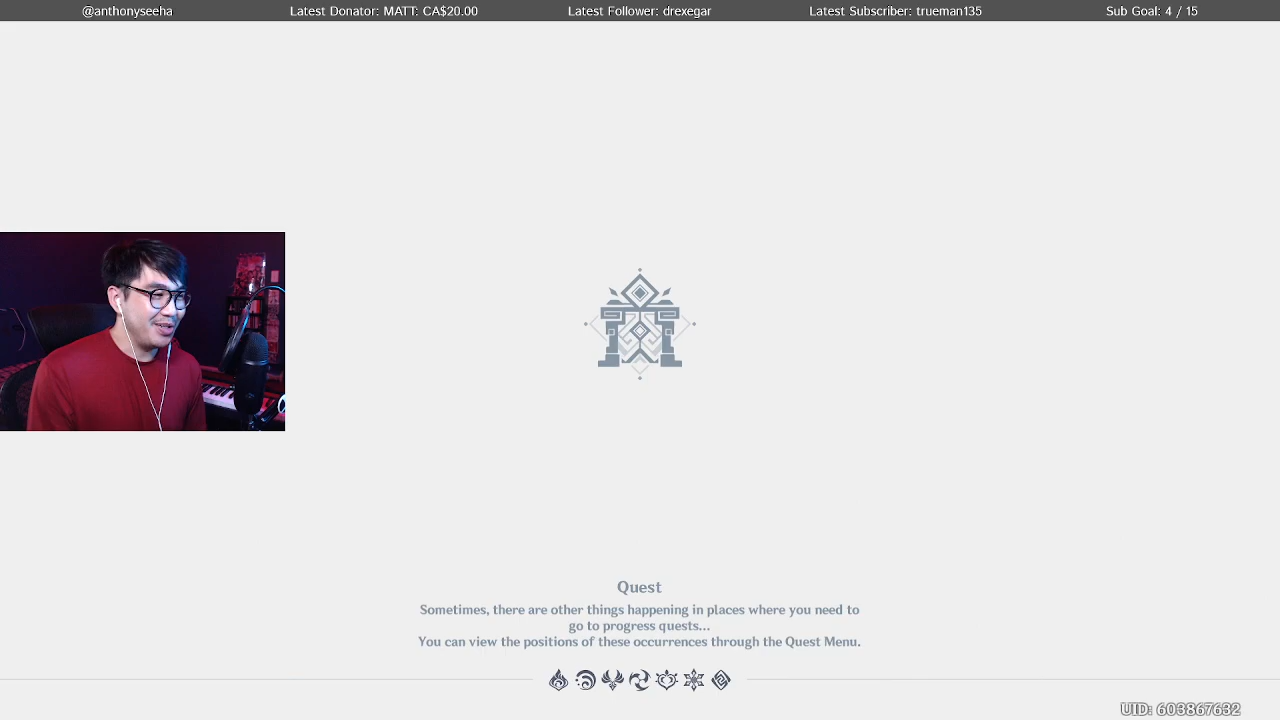 @anthonyseeha Latest Donator: MATT: CA$20.00 Latest Follower: drexegar Latest Subscriber: trueman135 Sub Goal: 4 / 15
Quest
Sometimes, there are other things happening in places where you need to
go to progress quests...
You can view the positions of these occurrences through the Quest Menu.
UID: 603867632